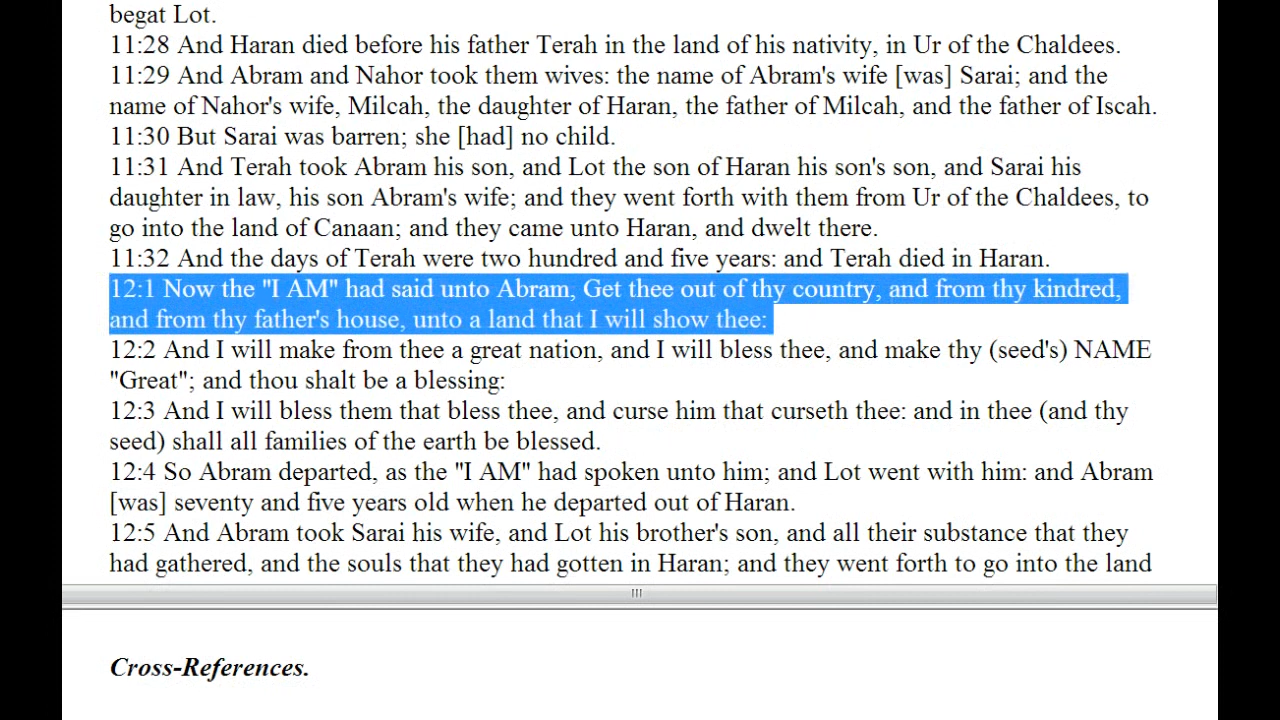 begat Lot.
11:28 And Haran died before his father Terah in the land of his nativity, in Ur of the Chaldees.
11:29 And Abram and Nahor took them wives: the name of Abram's wife [was] Sarai; and the
name of Nahor's wife, Milcah, the daughter of Haran, the father of Milcah, and the father of Iscah.
11:30 But Sarai was barren; she [had] no child.
11:31 And Terah took Abram his son, and Lot the son of Haran his son's son, and Sarai his
daughter in law, his son Abram's wife; and they went forth with them from Ur of the Chaldees, to
go into the land of Canaan; and they came unto Haran, and dwelt there.
11:32 And the days of Terah were two hundred and five years: and Terah died in Haran.
12:1 Now the "I AM" had said unto Abram, Get thee out of thy country, and from thy kindred,
and from thy father's house, unto a land that I will show thee:
12:2 And I will make from thee a great nation, and I will bless thee, and make thy (seed's) NAME
"Great"; and thou shalt be a blessing:
12:3 And I will bless them that bless thee, and curse him that curseth thee: and in thee (and thy
seed) shall all families of the earth be blessed.
12:4 So Abram departed, as the "I AM" had spoken unto him; and Lot went with him: and Abram
[was] seventy and five years old when he departed out of Haran.
12:5 And Abram took Sarai his wife, and Lot his brother's son, and all their substance that they
had gathered, and the souls that they had gotten in Haran; and they went forth to go into the land
Cross-References.